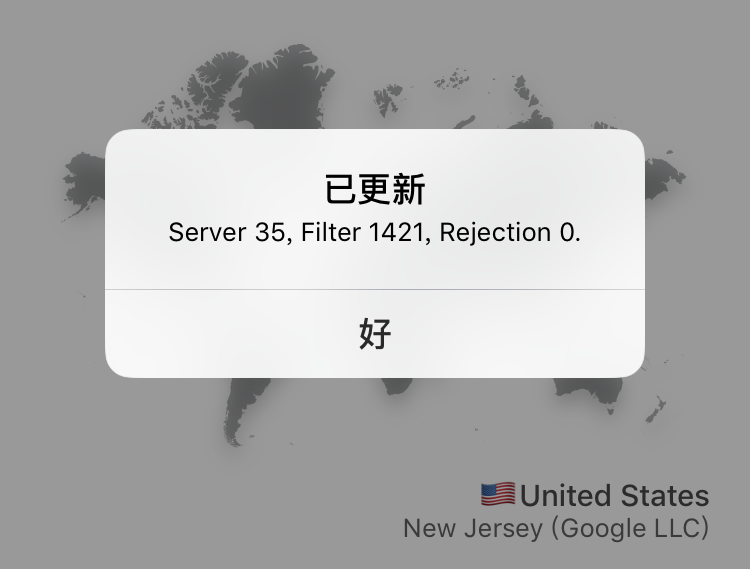 已更新
Server 35, Filter 1421, Rejection 0.
好
🇺🇸United States
New Jersey (Google LLC)